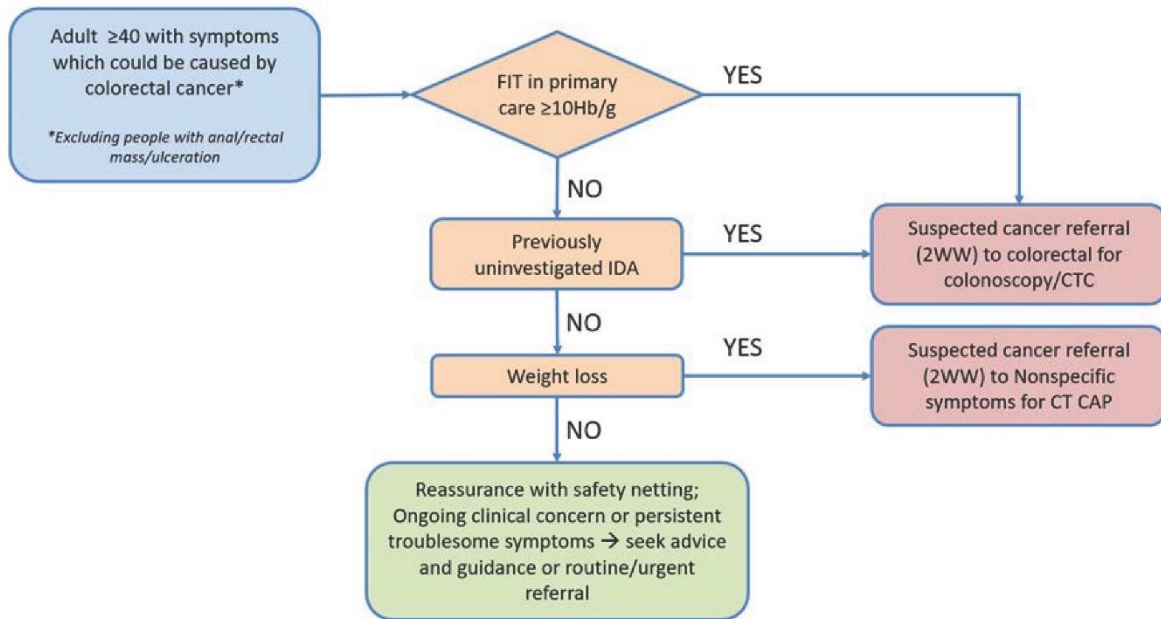 Adult ≥40 with symptoms
which could be caused by
colorectal cancer*
*Excluding people with anal/rectal
mass/ulceration
FIT in primary
care ≥10Hb/g
YES
NO
Previously
uninvestigated IDA
YES
Suspected cancer referral
(2WW) to colorectal for
colonoscopy/CTC
NO
Weight loss
YES
Suspected cancer referral
(2WW) to Nonspecific
symptoms for CT CAP
NO
Reassurance with safety netting;
Ongoing clinical concern or persistent
troublesome symptoms → seek advice
and guidance or routine/urgent
referral